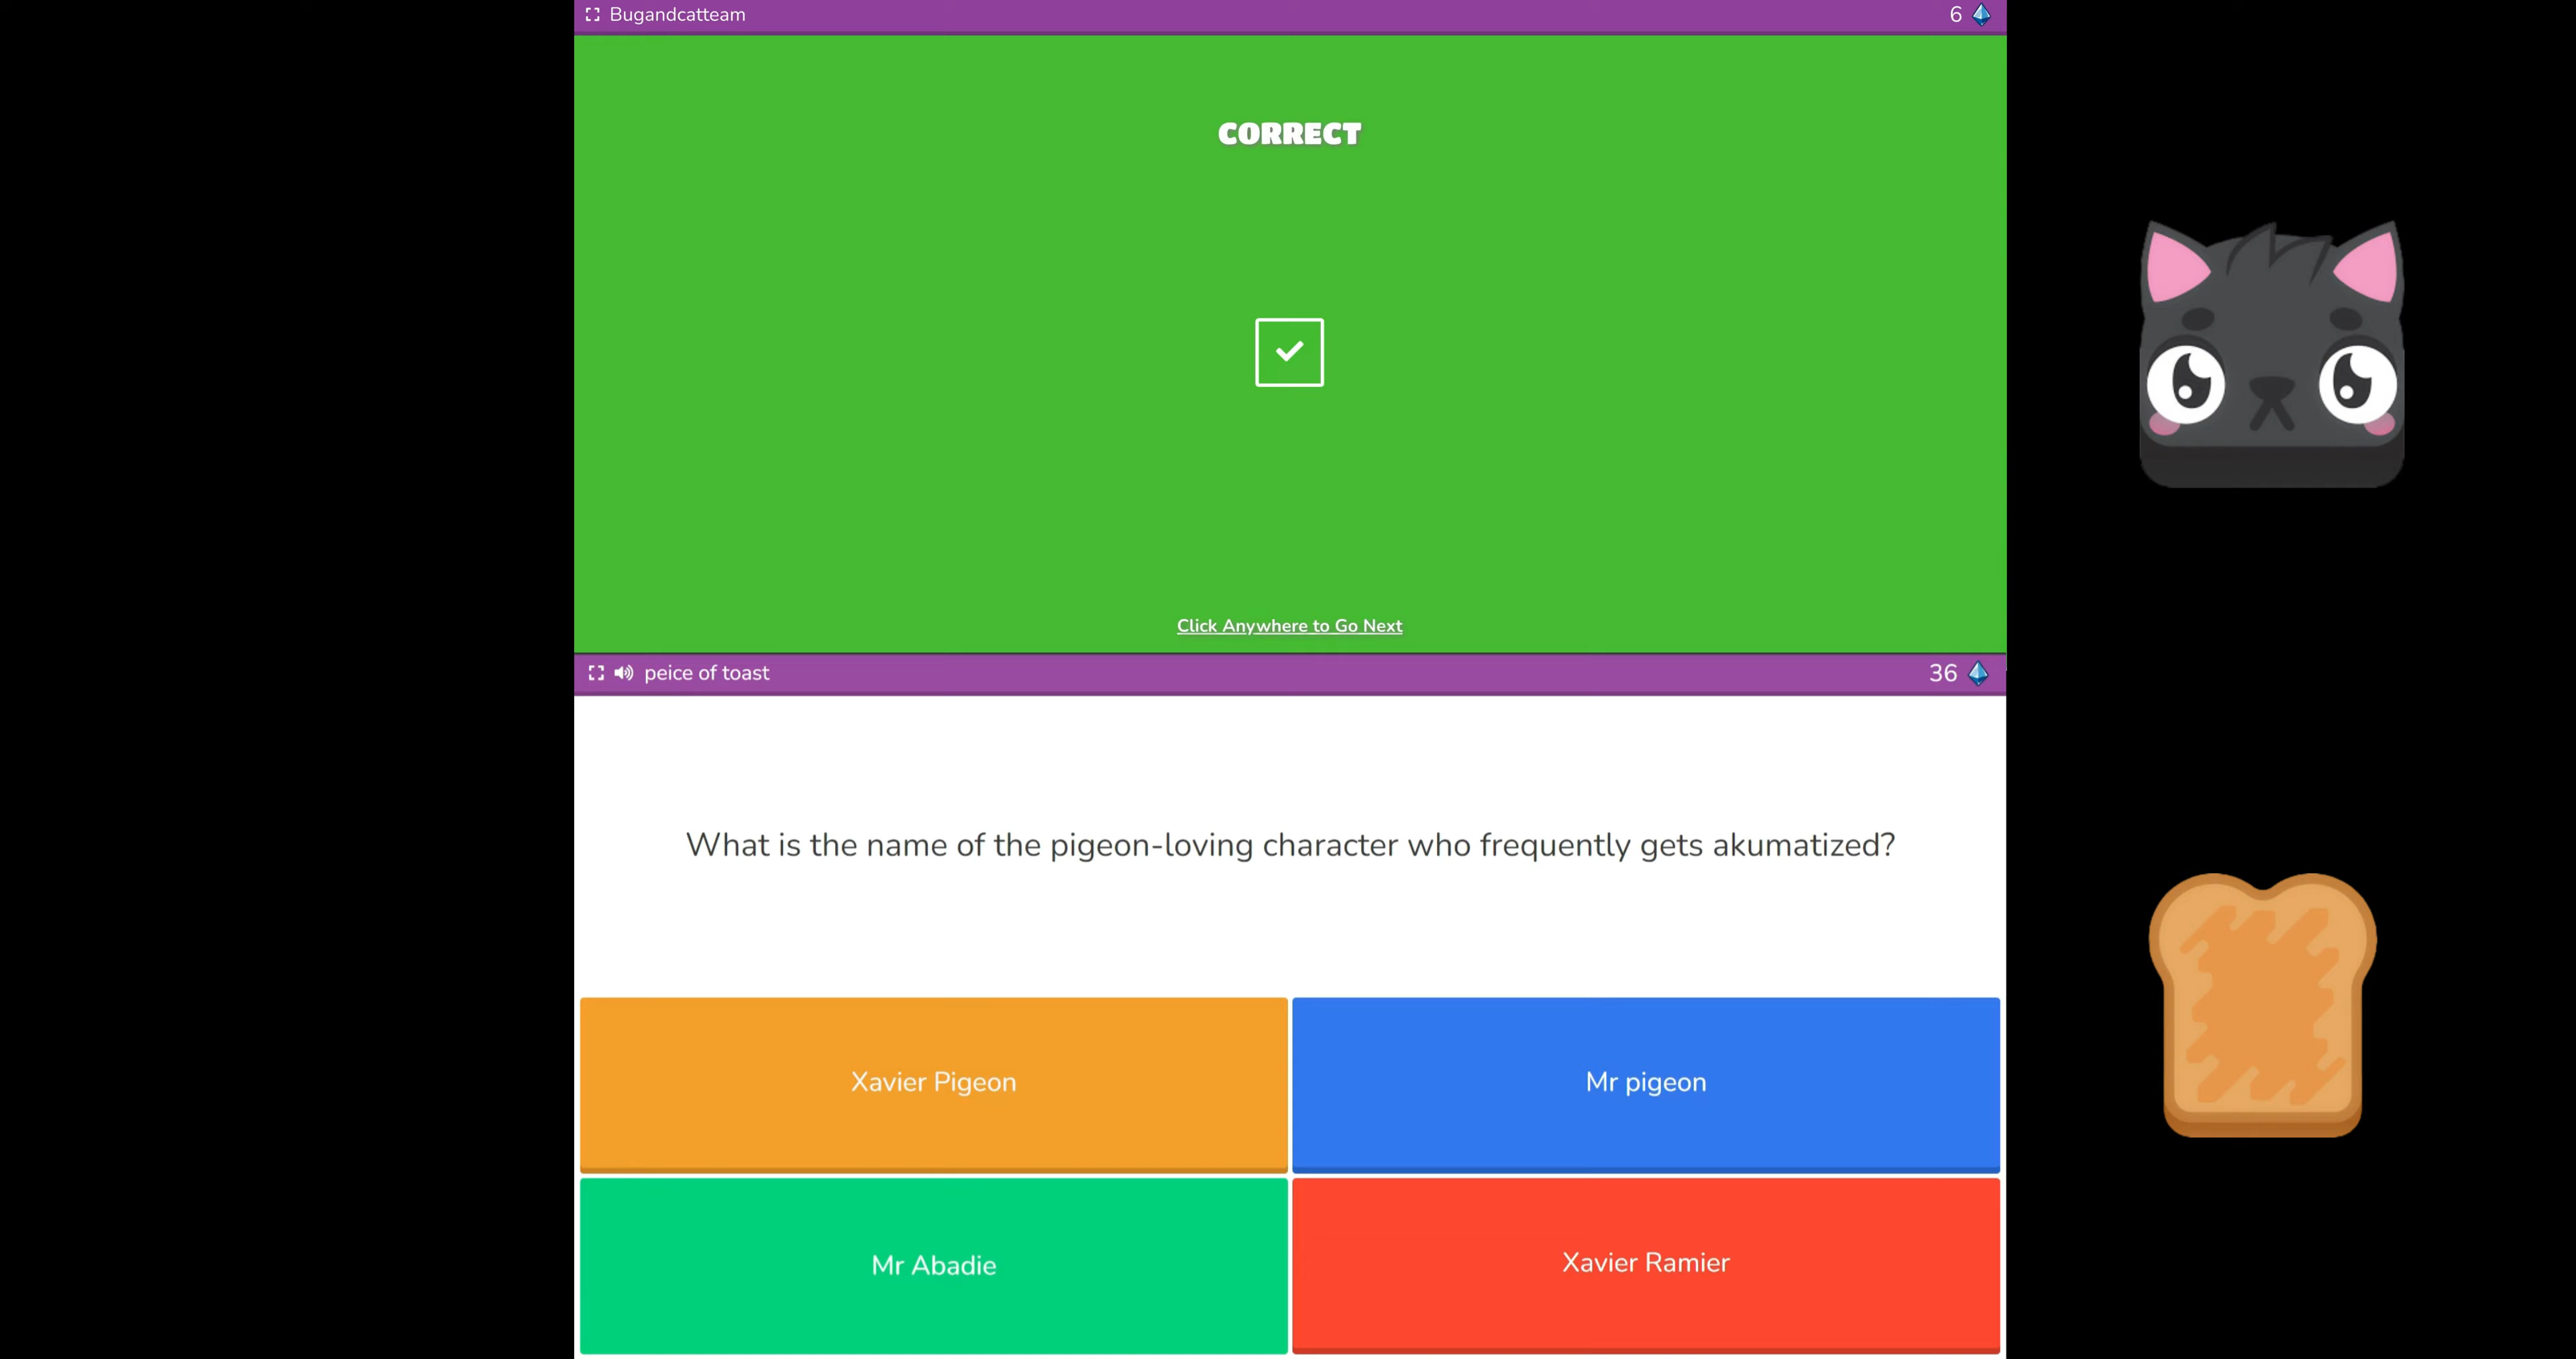 Bugandcatteam
6
CORRECT
Click Anywhere to Go Next
peice of toast
36
What is the name of the pigeon-loving character who frequently gets akumatized?
Xavier Pigeon
Mr pigeon
Mr Abadie
Xavier Ramier